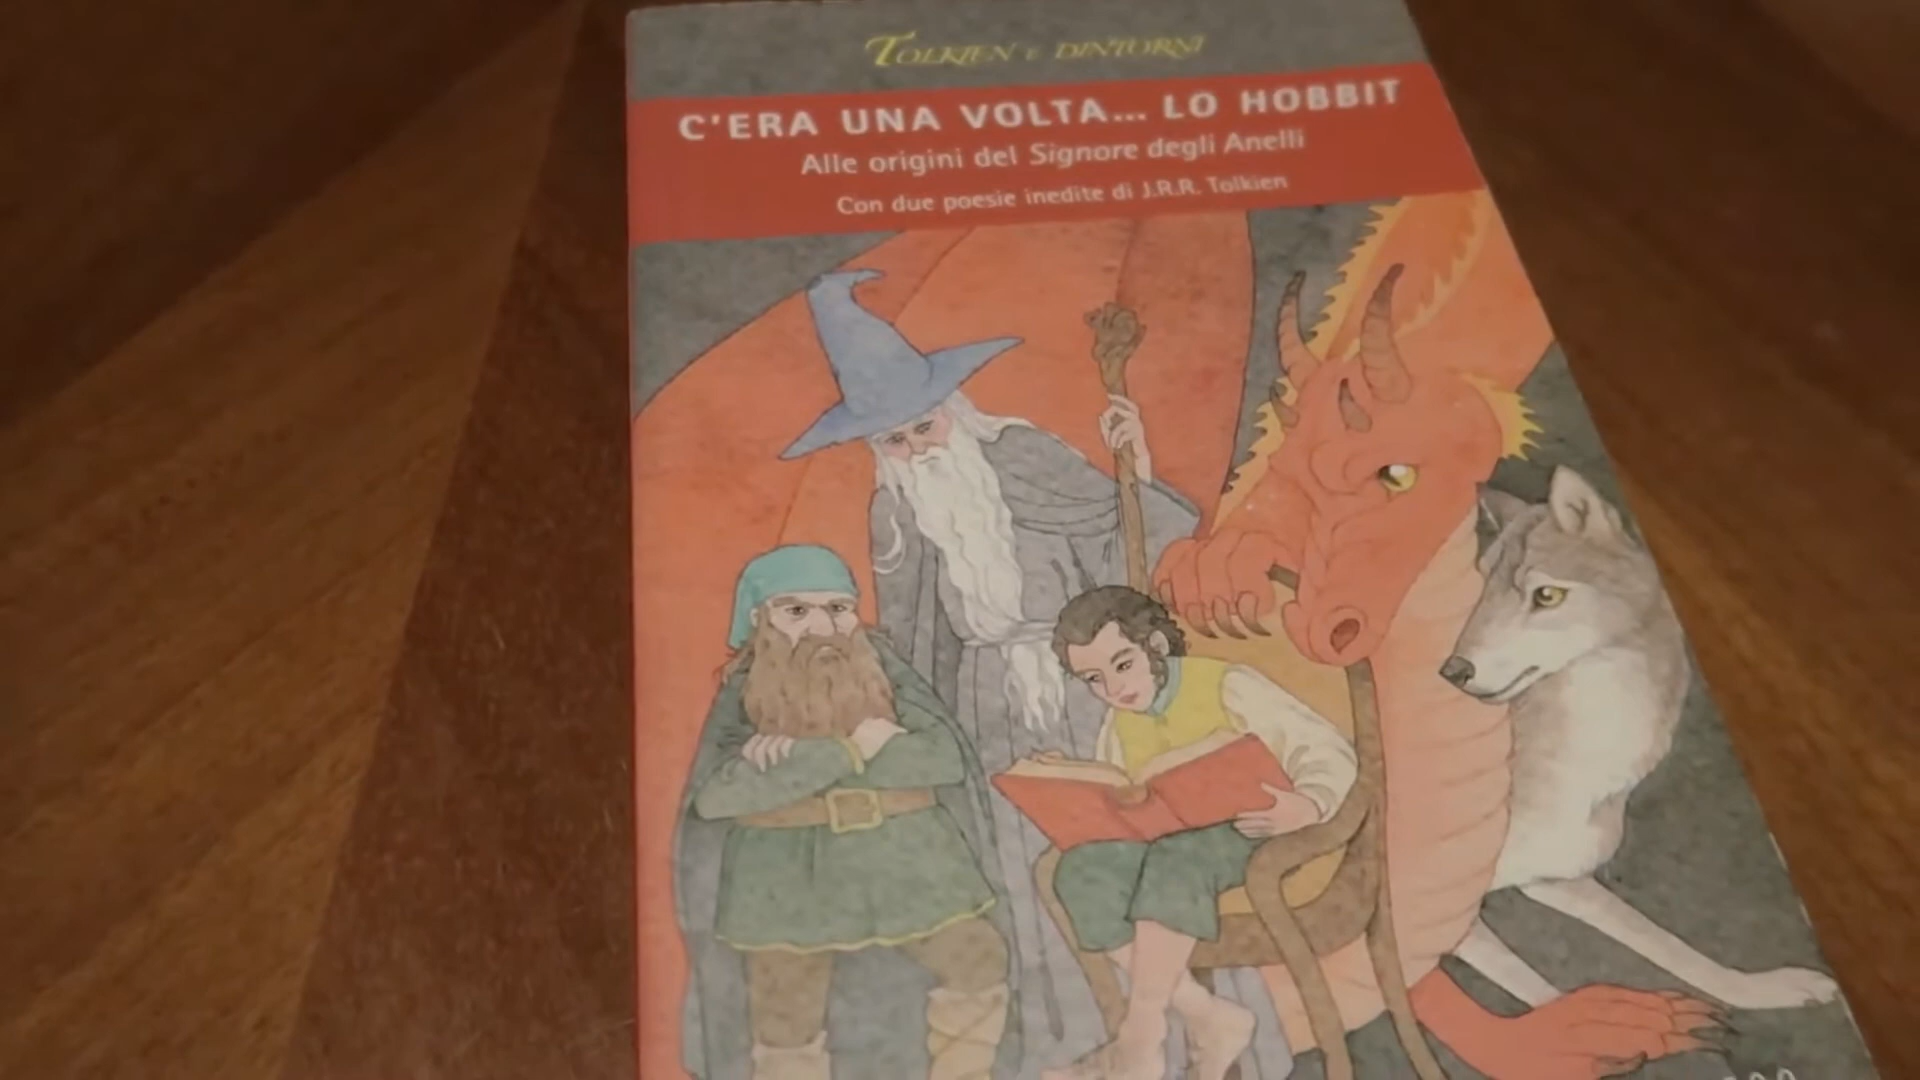 TOLKIEN E DINTORNI
C'ERA UNA VOLTA... LO HOBBIT
Alle origini del Signore degli Anelli
Con due poesie inedite di J.R.R. Tolkien